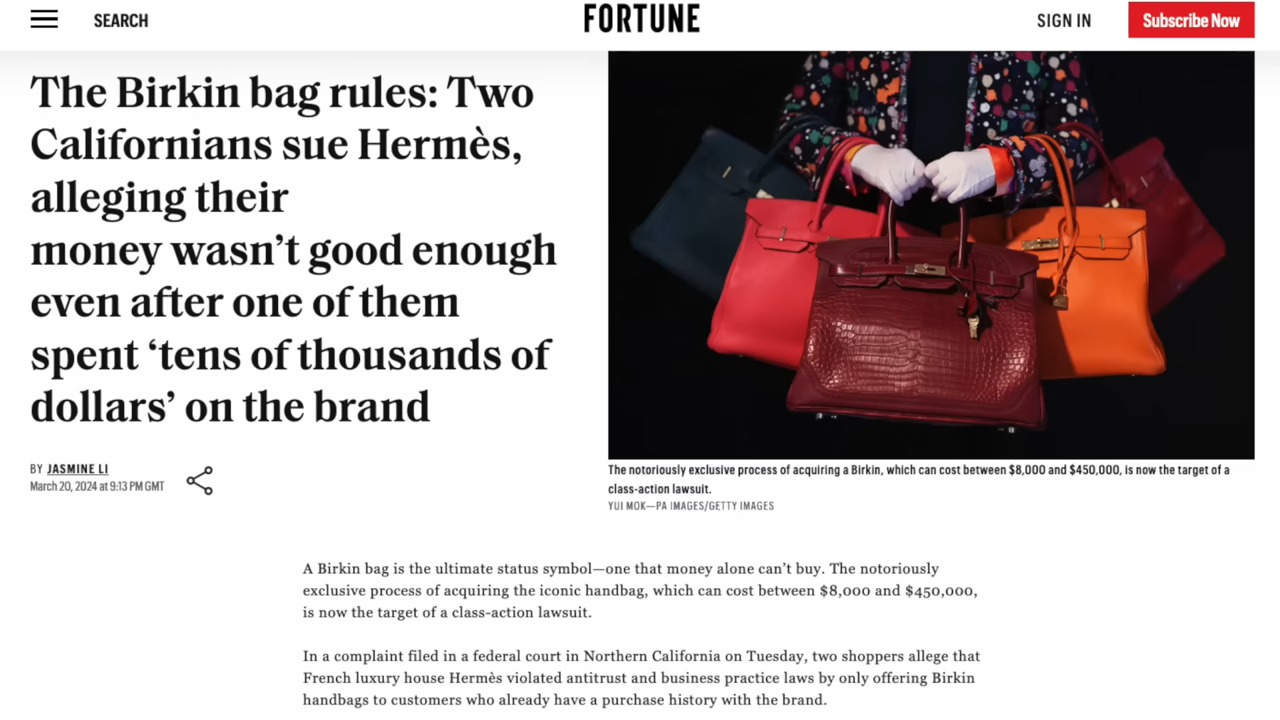 SEARCH
FORTUNE
SIGN IN
Subscribe Now
The Birkin bag rules: Two
Californians sue Hermès,
alleging their
money wasn’t good enough
even after one of them
spent ‘tens of thousands of
dollars’ on the brand
BY JASMINE LI
March 20, 2024 at 9:13 PM GMT
The notoriously exclusive process of acquiring a Birkin, which can cost between $8,000 and $450,000, is now the target of a
class-action lawsuit.
YUI MOK—PA IMAGES/GETTY IMAGES
A Birkin bag is the ultimate status symbol—one that money alone can’t buy. The notoriously
exclusive process of acquiring the iconic handbag, which can cost between $8,000 and $450,000,
is now the target of a class-action lawsuit.
In a complaint filed in a federal court in Northern California on Tuesday, two shoppers allege that
French luxury house Hermès violated antitrust and business practice laws by only offering Birkin
handbags to customers who already have a purchase history with the brand.